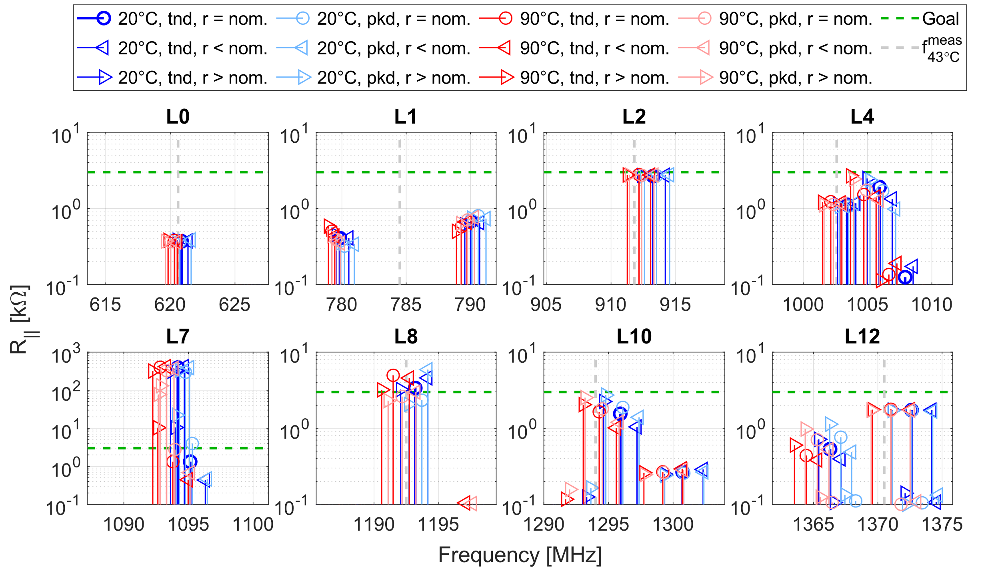 20°C, tnd, r = nom. 20°C, pkd, r = nom. 90°C, tnd, r = nom. 90°C, pkd, r = nom. Goal
20°C, tnd, r < nom. 20°C, pkd, r < nom. 90°C, tnd, r < nom. 90°C, pkd, r < nom. f meas 43°C
20°C, tnd, r > nom. 20°C, pkd, r > nom. 90°C, tnd, r > nom. 90°C, pkd, r > nom.
L0 L1 L2 L4
10^1 10^1 10^1 10^1
10^0 10^0 10^0 10^0
10^-1 10^-1 10^-1 10^-1
615 620 625 780 785 790 905 910 915 1000 1005 1010
R|| [kΩ]
L7 L8 L10 L12
10^3 10^1 10^1 10^1
10^2
10^1 10^0 10^0 10^0
10^0
10^-1 10^-1 10^-1 10^-1
1090 1095 1100 1190 1195 1290 1295 1300 1365 1370 1375
Frequency [MHz]